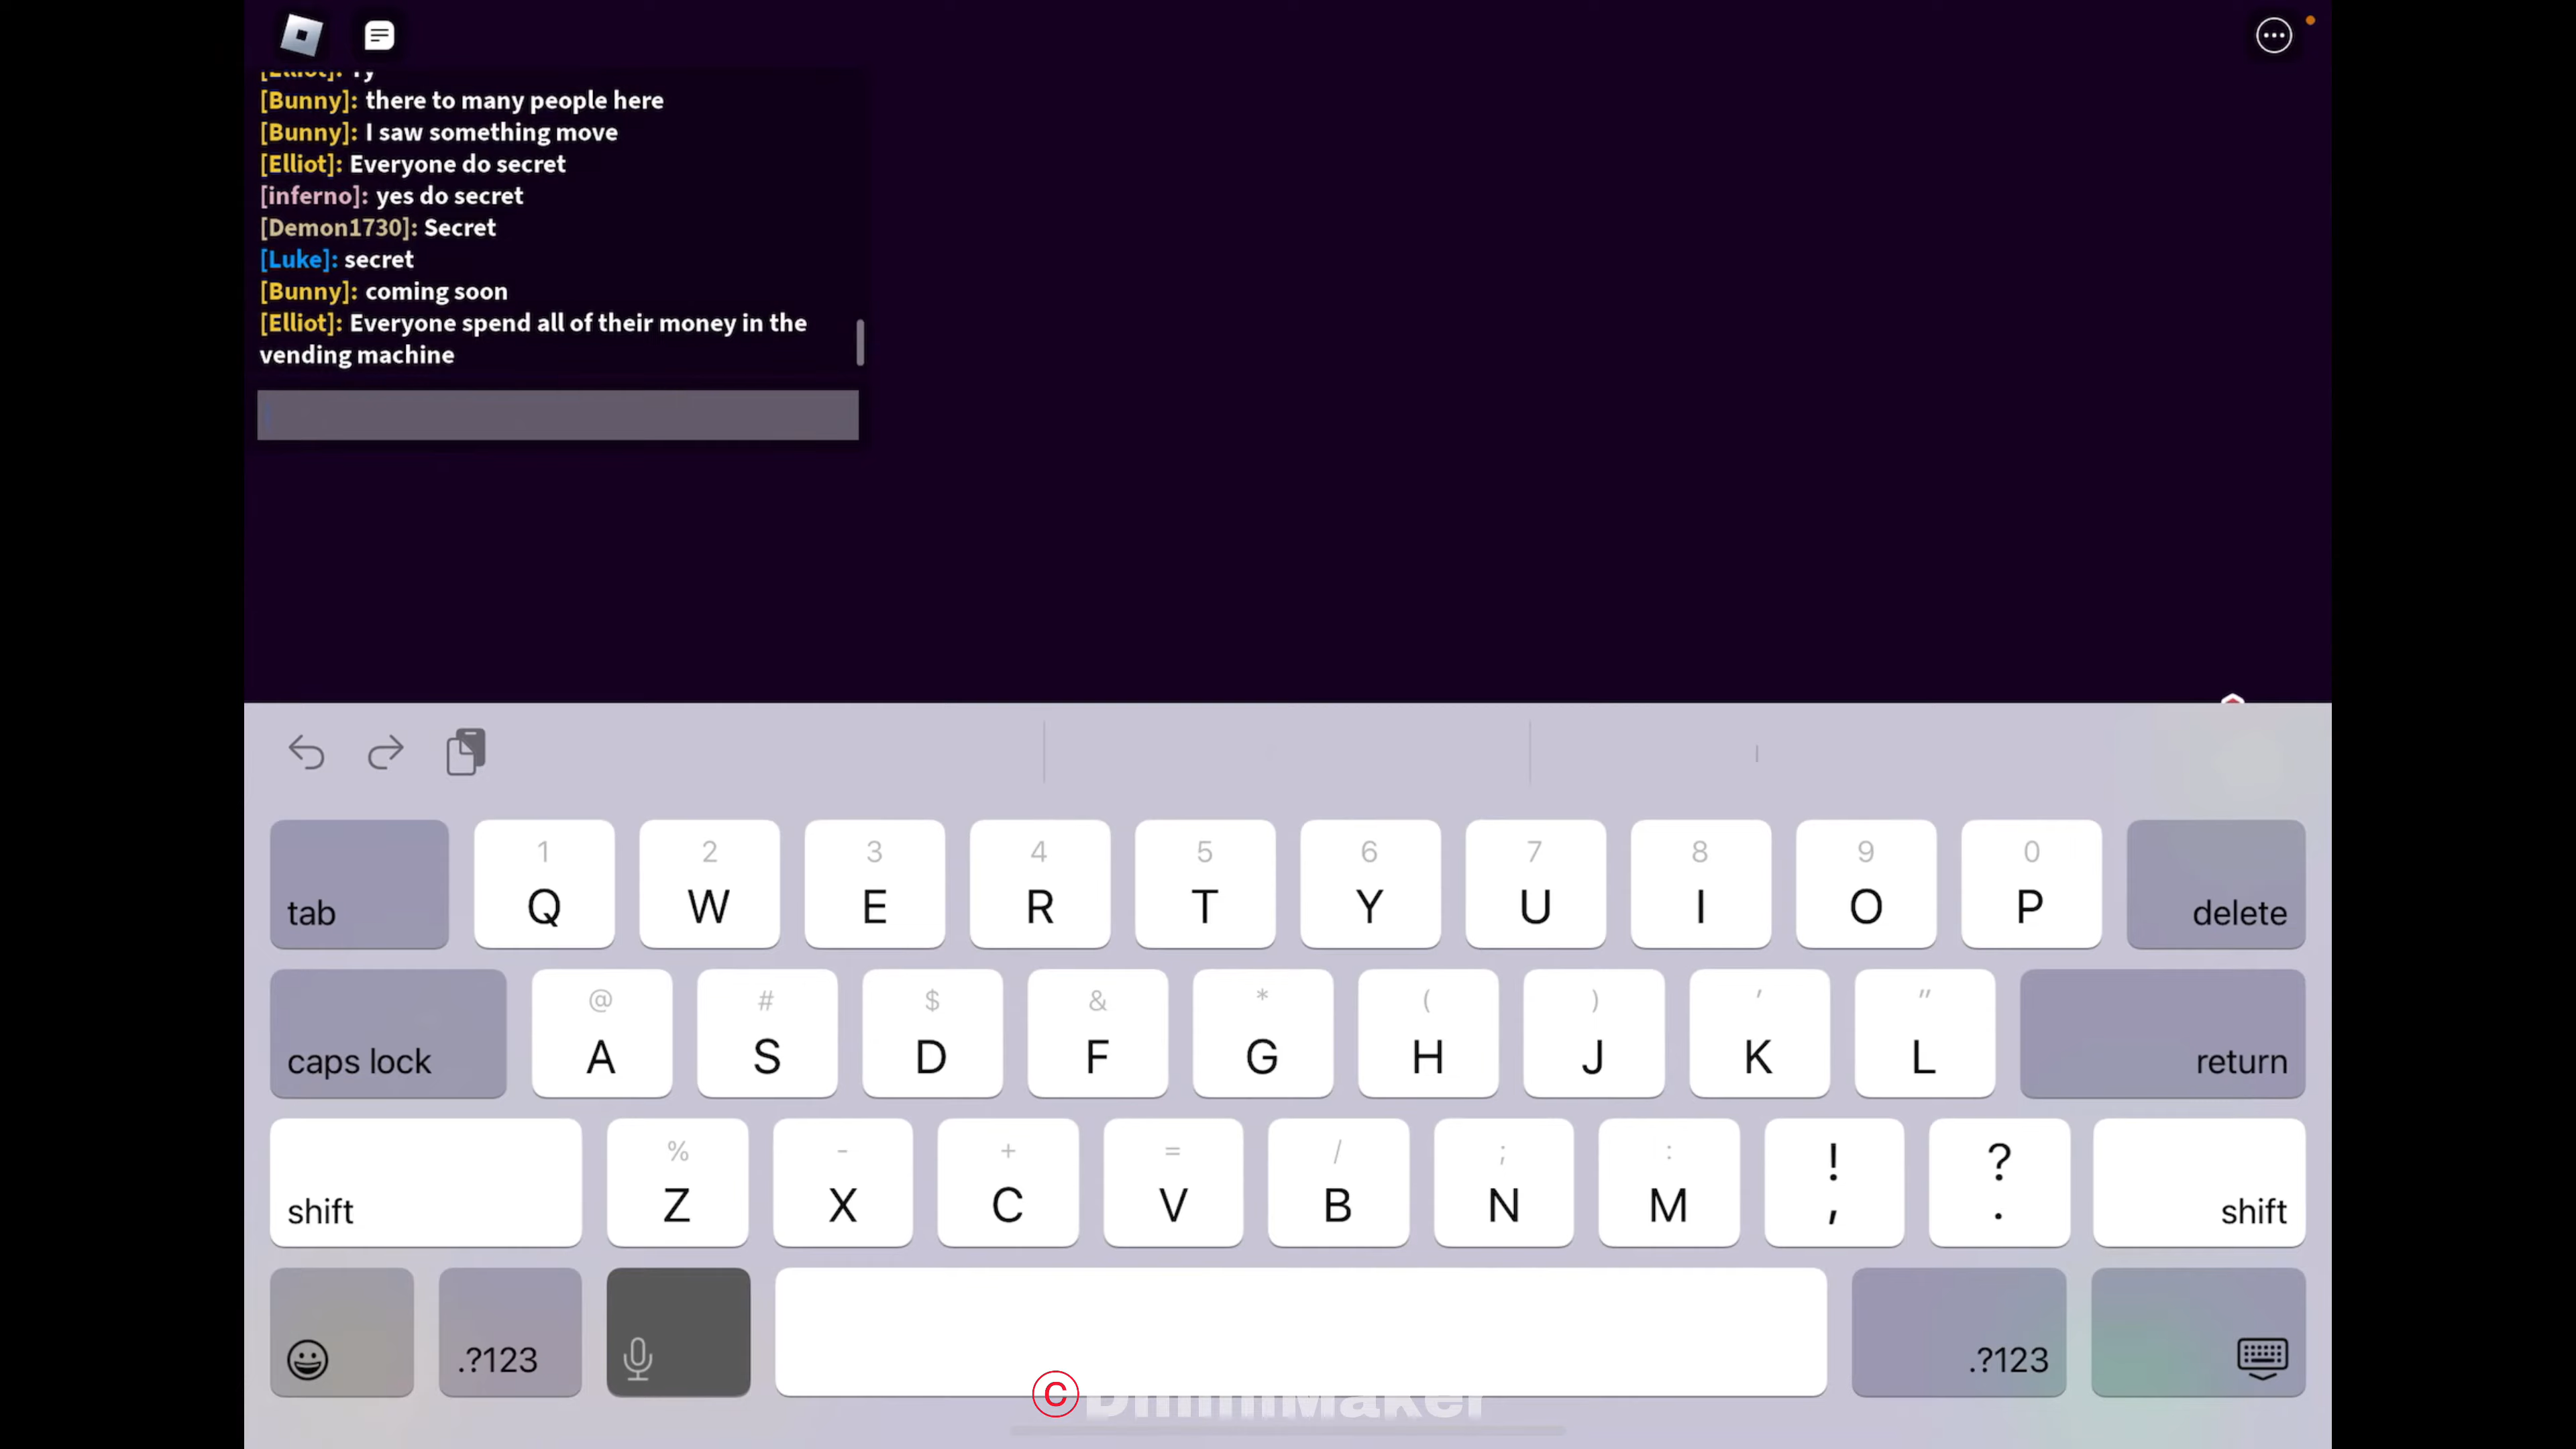 [Elliot]: Ty
[Bunny]: there to many people here
[Bunny]: I saw something move
[Elliot]: Everyone do secret
[inferno]: yes do secret
[Demon1730]: Secret
[Luke]: secret
[Bunny]: coming soon
[Elliot]: Everyone spend all of their money in the
vending machine
I
1 2 3 4 5 6 7 8 9 0
tab Q W E R T Y U I O P delete
@ # $ & * ( ) ' "
caps lock A S D F G H J K L return
% - + = / ; : ! ?
shift Z X C V B N M , . shift
.?123 .?123
©